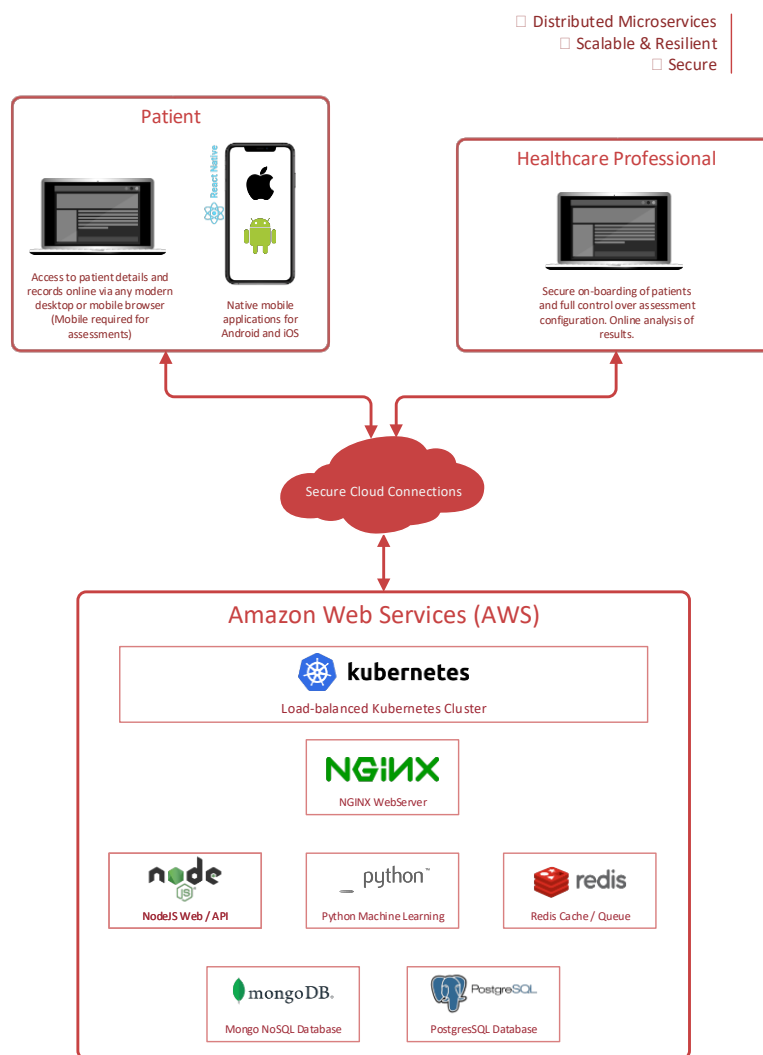 Distributed Microservices
Scalable & Resilient
Secure
Patient
React Native
Access to patient details and
records online via any modern
desktop or mobile browser
(Mobile required for
assessments)
Native mobile
applications for
Android and iOS
Healthcare Professional
Secure on-boarding of patients
and full control over assessment
configuration. Online analysis of
results.
Secure Cloud Connections
Amazon Web Services (AWS)
kubernetes
Load-balanced Kubernetes Cluster
NGINX
NGINX WebServer
node
JS
NodeJS Web / API
_ python™
Python Machine Learning
redis
Redis Cache / Queue
mongoDB.
Mongo NoSQL Database
PostgreSQL
PostgresSQL Database